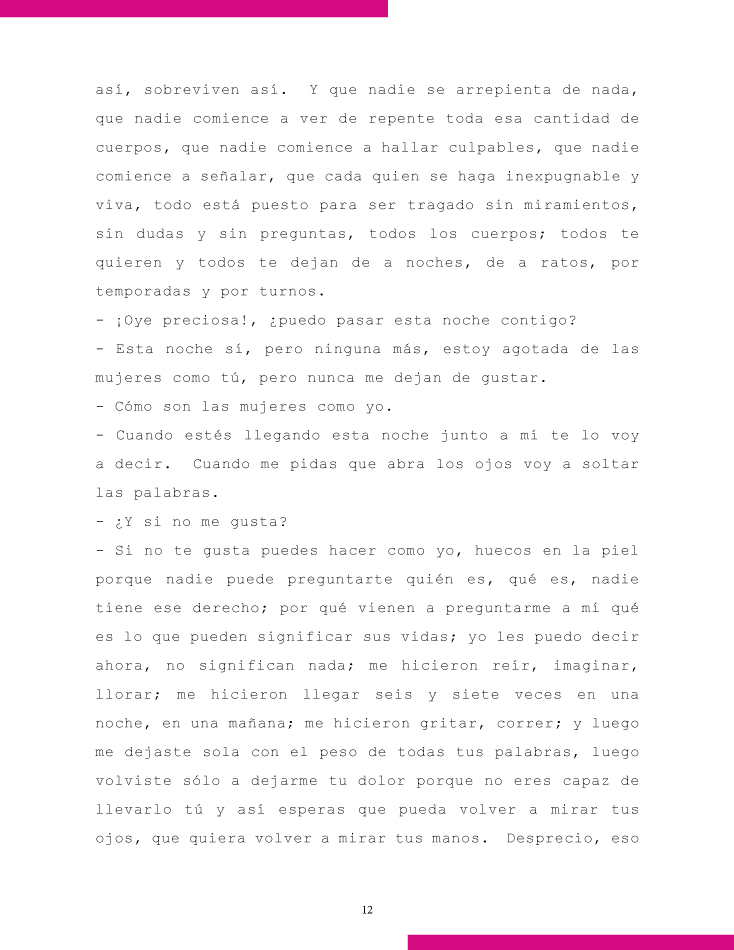 así, sobreviven así.  Y que nadie se arrepienta de nada,
que nadie comience a ver de repente toda esa cantidad de
cuerpos, que nadie comience a hallar culpables, que nadie
comience a señalar, que cada quien se haga inexpugnable y
viva, todo está puesto para ser tragado sin miramientos,
sin dudas y sin preguntas, todos los cuerpos; todos te
quieren y todos te dejan de a noches, de a ratos, por
temporadas y por turnos.
- ¡Oye preciosa!, ¿puedo pasar esta noche contigo?
- Esta noche sí, pero ninguna más, estoy agotada de las
mujeres como tú, pero nunca me dejan de gustar.
- Cómo son las mujeres como yo.
- Cuando estés llegando esta noche junto a mí te lo voy
a decir.  Cuando me pidas que abra los ojos voy a soltar
las palabras.
- ¿Y si no me gusta?
- Si no te gusta puedes hacer como yo, huecos en la piel
porque nadie puede preguntarte quién es, qué es, nadie
tiene ese derecho; por qué vienen a preguntarme a mí qué
es lo que pueden significar sus vidas; yo les puedo decir
ahora, no significan nada; me hicieron reír, imaginar,
llorar; me hicieron llegar seis y siete veces en una
noche, en una mañana; me hicieron gritar, correr; y luego
me dejaste sola con el peso de todas tus palabras, luego
volviste sólo a dejarme tu dolor porque no eres capaz de
llevarlo tú y así esperas que pueda volver a mirar tus
ojos, que quiera volver a mirar tus manos.  Desprecio, eso
12